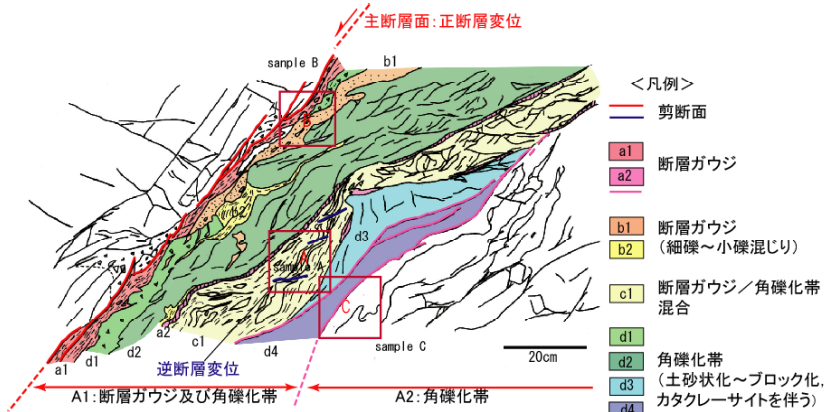 主断層面:正断層変位
sanple B
b1
<凡例>
剪断面
a1
a2
断層ガウジ
b1
b2
断層ガウジ
(細礫~小礫混じり)
c1
断層ガウジ/角礫化帯
混合
d1
d2
d3
d4
角礫化帯
(土砂状化~ブロック化,
カタクレーサイトを伴う)
B
b2
d3
A
sample A
C
a2
c1
d4
d2
d1
a1
逆断層変位
sample C
20cm
A1:断層ガウジ及び角礫化帯
A2:角礫化帯